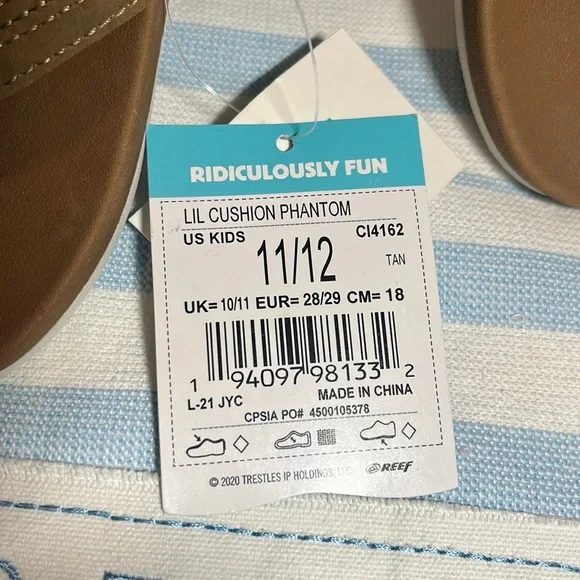 RIDICULOUSLY FUN
LIL CUSHION PHANTOM
US KIDS CI4162
11/12 TAN
UK= 10/11 EUR= 28/29 CM= 18
1 94097 98133 2
L-21 JYC MADE IN CHINA
CPSIA PO# 4500105378
© 2020 TRESTLES IP HOLDINGS, LLC REEF